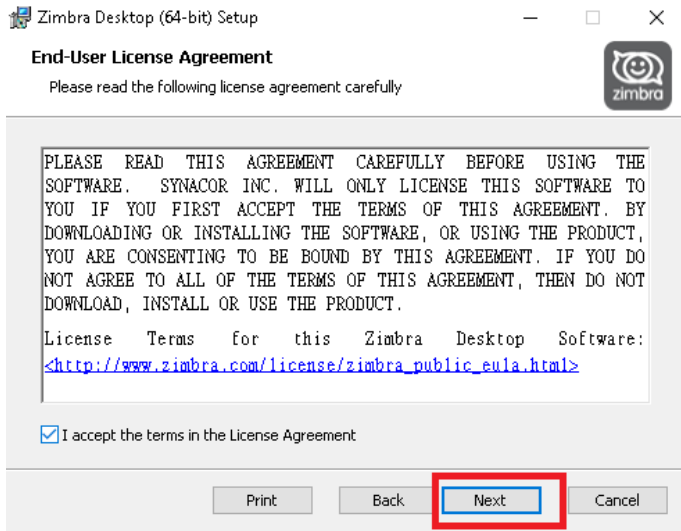 Zimbra Desktop (64-bit) Setup
End-User License Agreement
Please read the following license agreement carefully
zimbra
PLEASE READ THIS AGREEMENT CAREFULLY BEFORE USING THE
SOFTWARE. SYNACOR INC. WILL ONLY LICENSE THIS SOFTWARE TO
YOU IF YOU FIRST ACCEPT THE TERMS OF THIS AGREEMENT. BY
DOWNLOADING OR INSTALLING THE SOFTWARE, OR USING THE PRODUCT,
YOU ARE CONSENTING TO BE BOUND BY THIS AGREEMENT. IF YOU DO
NOT AGREE TO ALL OF THE TERMS OF THIS AGREEMENT, THEN DO NOT
DOWNLOAD, INSTALL OR USE THE PRODUCT.
License Terms for this Zimbra Desktop Software:
<http://www.zimbra.com/license/zimbra_public_eula.html>
I accept the terms in the License Agreement
Print Back Next Cancel